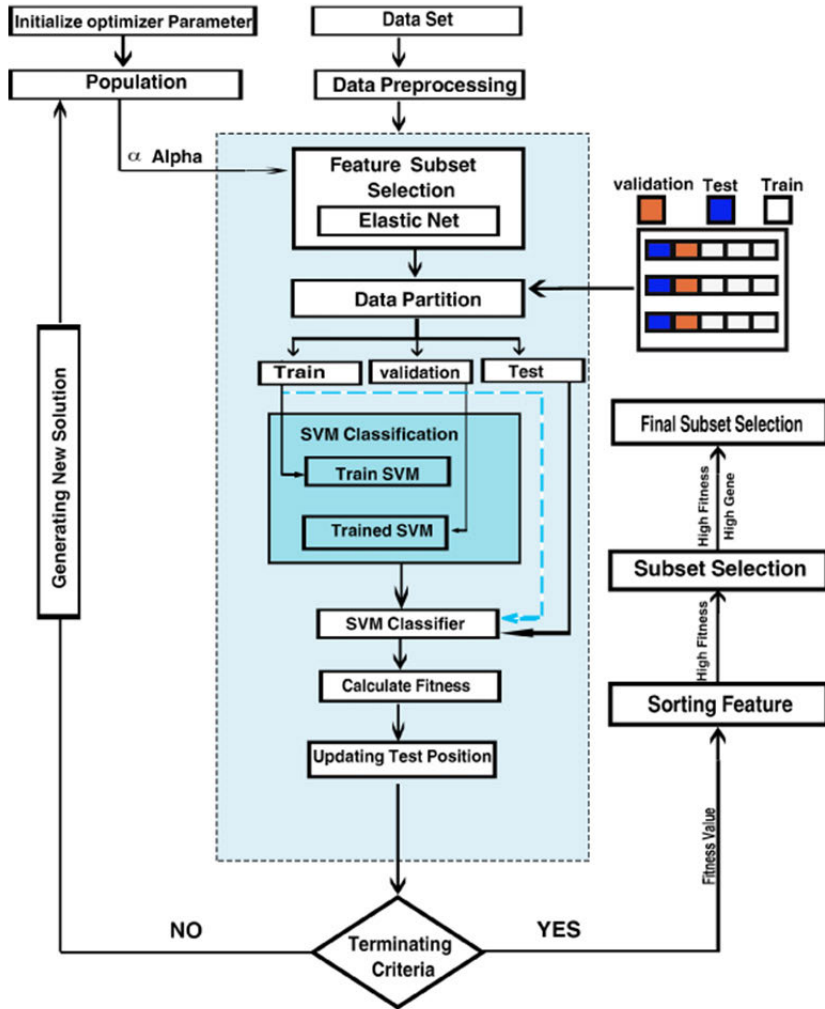 Initialize optimizer Parameter
Data Set
Population
Data Preprocessing
α Alpha
Feature Subset
Selection
Elastic Net
validation
Test
Train
Data Partition
Train
validation
Test
SVM Classification
Train SVM
Trained SVM
SVM Classifier
Calculate Fitness
Updating Test Position
Generating New Solution
Final Subset Selection
High Fitness
High Gene
Subset Selection
High Fitness
Sorting Feature
Fitness Value
NO
YES
Terminating
Criteria